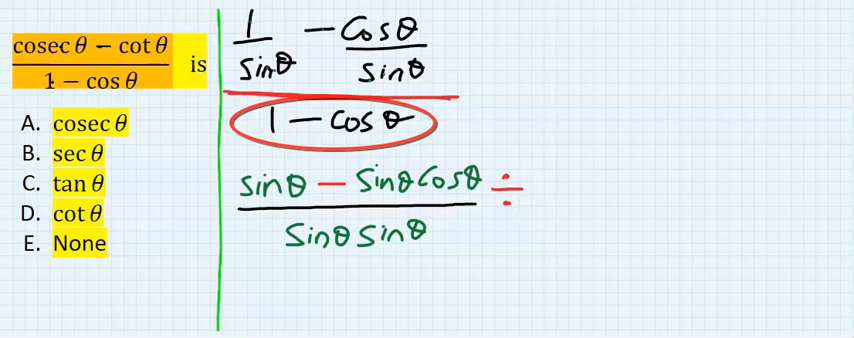 cosec θ − cot θ
1 − cos θ
is
A. cosec θ
B. sec θ
C. tan θ
D. cot θ
E. None
1 − Cosθ
sinθ sinθ
1 − cosθ
sinθ − sinθ Cosθ ÷
sinθ sinθ